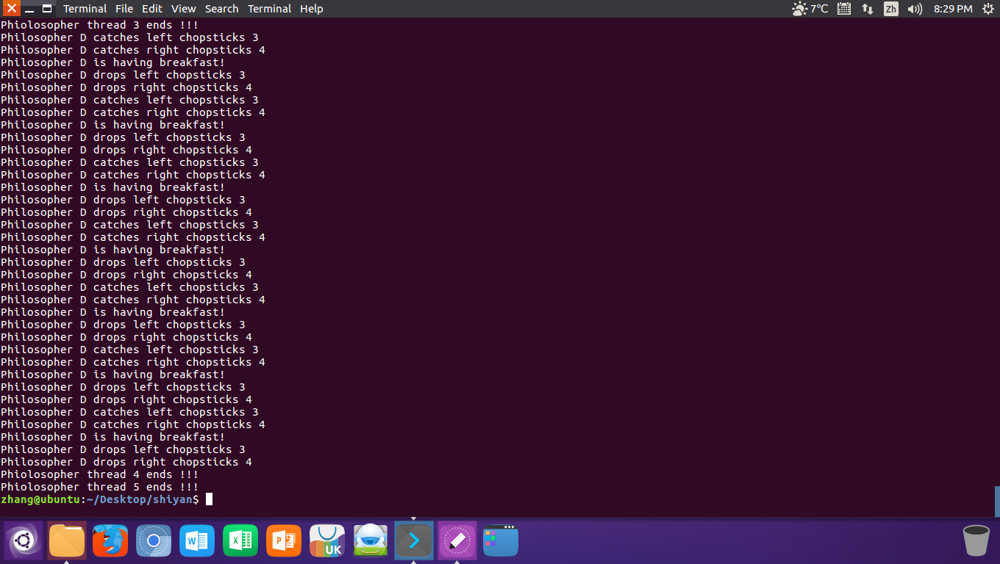 Terminal File Edit View Search Terminal Help 7°C Zh 8:29 PM
Phiolosopher thread 3 ends !!!
Philosopher D catches left chopsticks 3
Philosopher D catches right chopsticks 4
Philosopher D is having breakfast!
Philosopher D drops left chopsticks 3
Philosopher D drops right chopsticks 4
Philosopher D catches left chopsticks 3
Philosopher D catches right chopsticks 4
Philosopher D is having breakfast!
Philosopher D drops left chopsticks 3
Philosopher D drops right chopsticks 4
Philosopher D catches left chopsticks 3
Philosopher D catches right chopsticks 4
Philosopher D is having breakfast!
Philosopher D drops left chopsticks 3
Philosopher D drops right chopsticks 4
Philosopher D catches left chopsticks 3
Philosopher D catches right chopsticks 4
Philosopher D is having breakfast!
Philosopher D drops left chopsticks 3
Philosopher D drops right chopsticks 4
Philosopher D catches left chopsticks 3
Philosopher D catches right chopsticks 4
Philosopher D is having breakfast!
Philosopher D drops left chopsticks 3
Philosopher D drops right chopsticks 4
Philosopher D catches left chopsticks 3
Philosopher D catches right chopsticks 4
Philosopher D is having breakfast!
Philosopher D drops left chopsticks 3
Philosopher D drops right chopsticks 4
Philosopher D catches left chopsticks 3
Philosopher D catches right chopsticks 4
Philosopher D is having breakfast!
Philosopher D drops left chopsticks 3
Philosopher D drops right chopsticks 4
Phiolosopher thread 4 ends !!!
Phiolosopher thread 5 ends !!!
zhang@ubuntu:~/Desktop/shiyan$
W X P UK